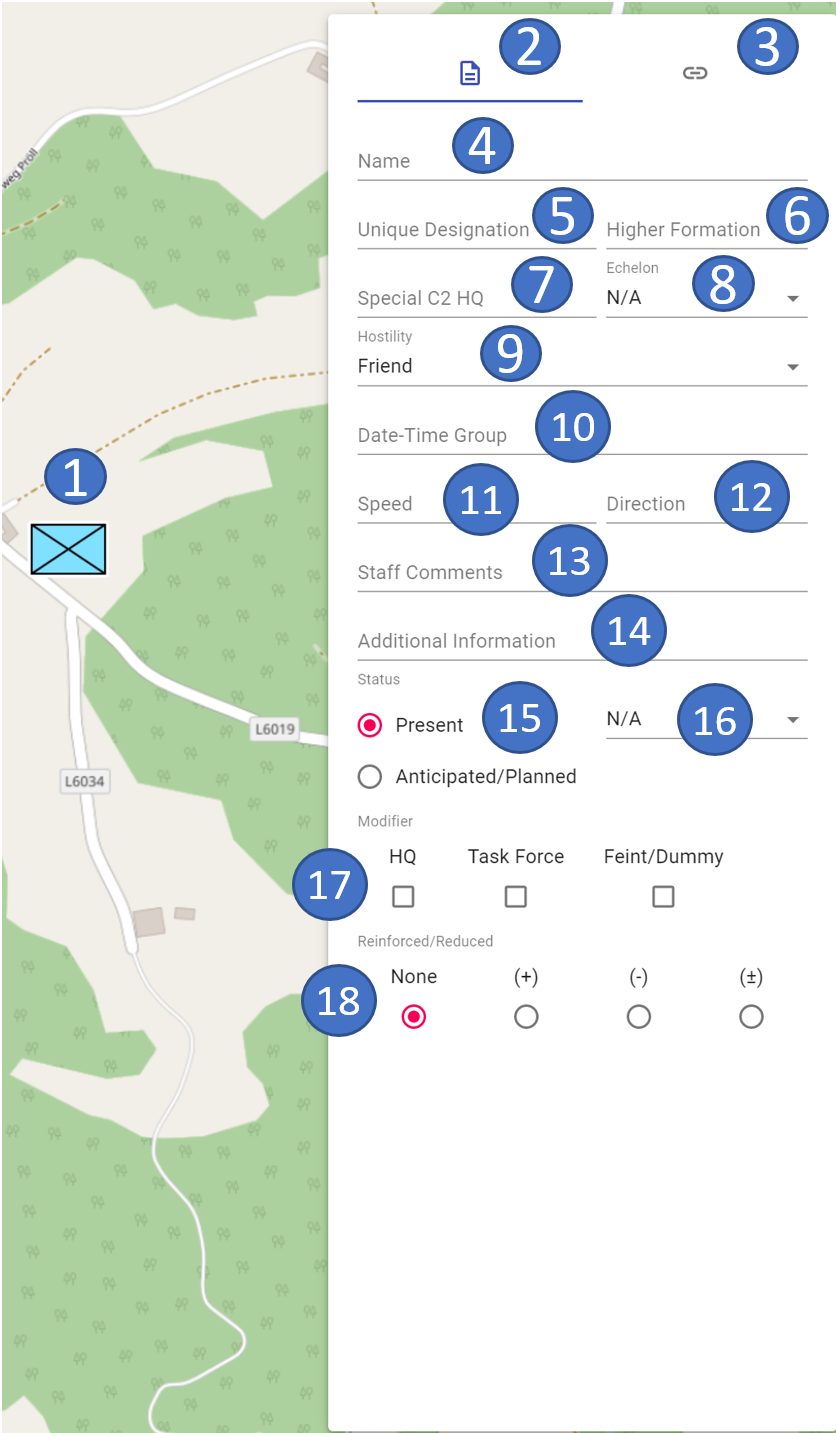 2
3
weg Pröll
4
Name
5
6
Unique Designation
Higher Formation
7
Echelon
8
Special C2 HQ
N/A
Hostility
9
Friend
10
Date-Time Group
1
11
12
Speed
Direction
13
Staff Comments
14
Additional Information
Status
15
16
Present
N/A
L6019
L6034
Anticipated/Planned
Modifier
HQ
Task Force
Feint/Dummy
17
Reinforced/Reduced
None
(+)
(-)
(±)
18